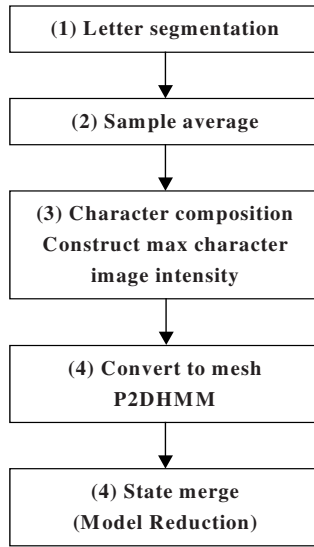 (1) Letter segmentation
(2) Sample average
(3) Character composition
Construct max character
image intensity
(4) Convert to mesh
P2DHMM
(4) State merge
(Model Reduction)